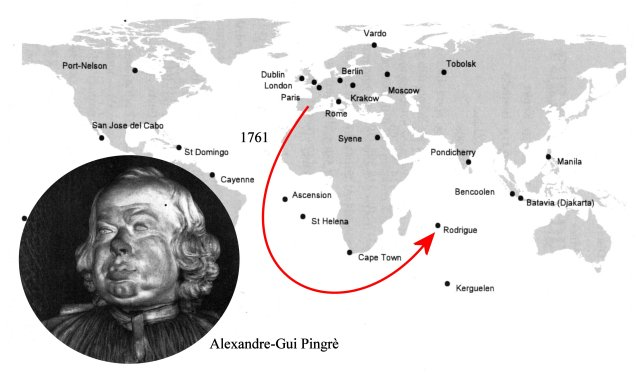 Vardo
Port-Nelson
Dublin
Berlin
Tobolsk
London
Moscow
Paris
Krakow
Rome
San Jose del Cabo
1761
Syene
St Domingo
Pondicherry
Manila
Cayenne
Ascension
Bencoolen
Batavia (Djakarta)
St Helena
Rodrigue
Cape Town
Kerguelen
Alexandre-Gui Pingrè